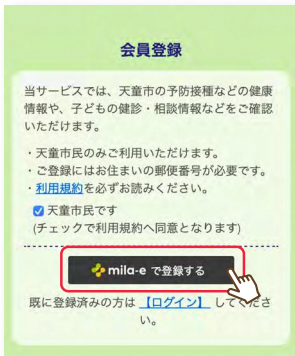 会員登録
当サービスでは、天童市の予防接種などの健康
情報や、子どもの健診・相談情報などをご確認
いただけます。
・天童市民のみご利用いただけます。
・ご登録にはお住まいの郵便番号が必要です。
・利用規約を必ずお読みください。
天童市民です
(チェックで利用規約へ同意となります)
mila-e で登録する
既に登録済みの方は 【ログイン】 してくださ
い。